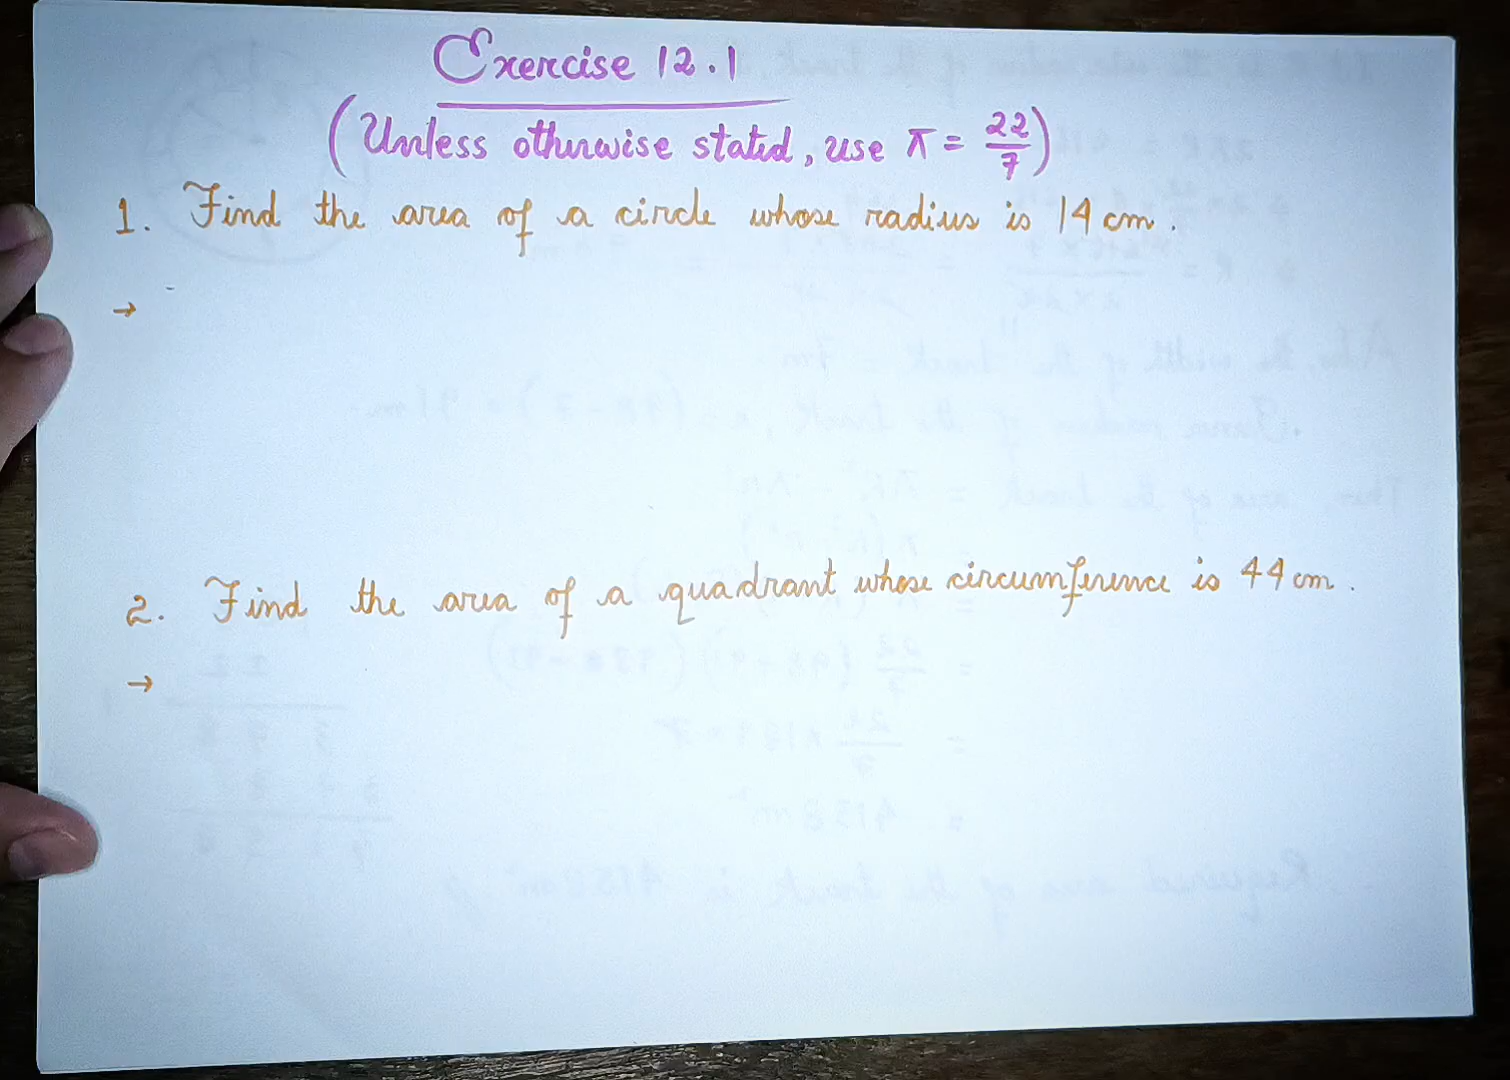 Exercise 12.1
(Unless otherwise stated, use π = 22/7)
1. Find the area of a circle whose radius is 14 cm.
→
2. Find the area of a quadrant whose circumference is 44 cm.
→